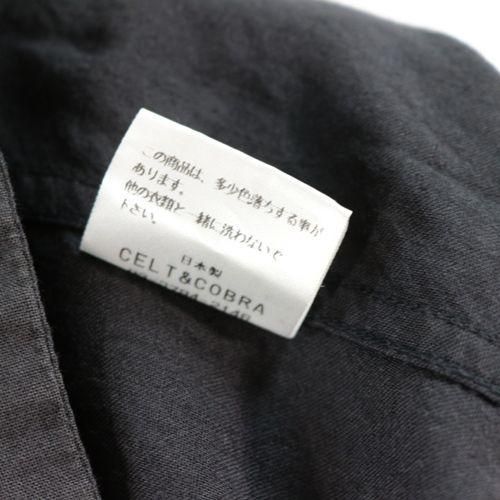 この商品は、多少色落ちする事が
あります。
他の衣類と一緒に洗わないで
下さい。
日本製
CELT&COBRA